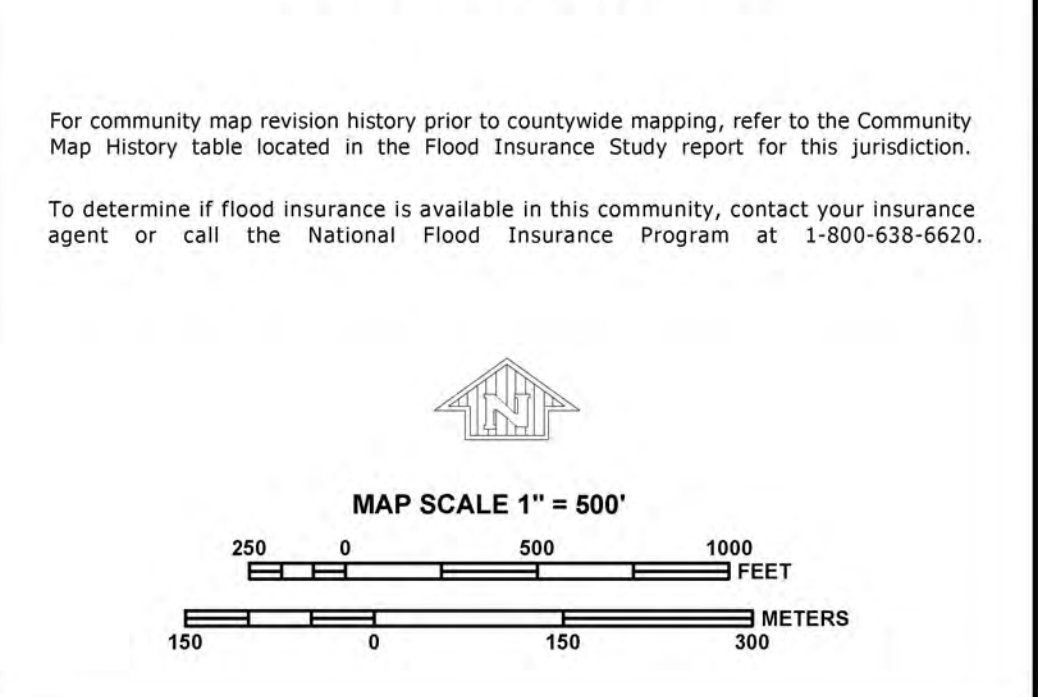 For community map revision history prior to countywide mapping, refer to the Community
Map History table located in the Flood Insurance Study report for this jurisdiction.
To determine if flood insurance is available in this community, contact your insurance
agent or call the National Flood Insurance Program at 1-800-638-6620.
N
MAP SCALE 1" = 500'
250 0 500 1000
FEET
METERS
150 0 150 300